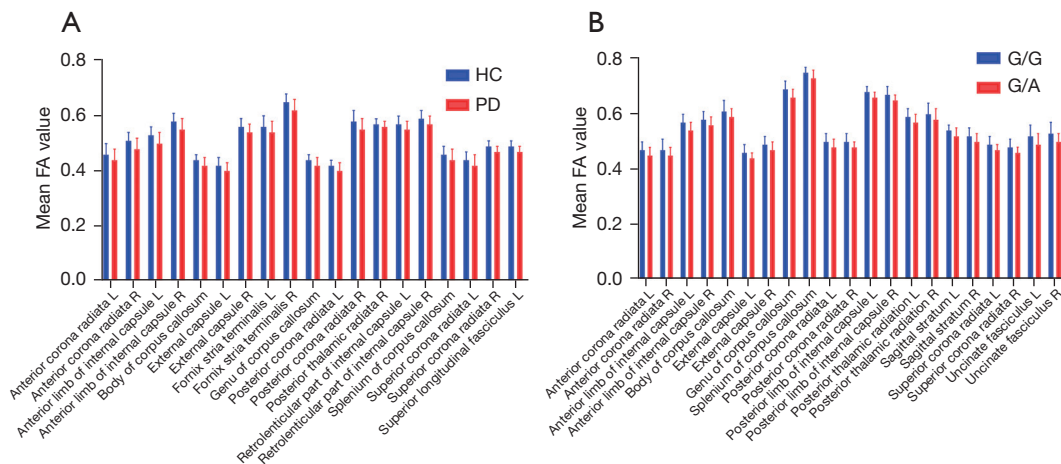 A
Mean FA value
0.8
0.6
0.4
0.2
0.0
HC
PD
Anterior corona radiata L
Anterior corona radiata R
Anterior limb of internal capsule L
Anterior limb of internal capsule R
Body of corpus callosum
External capsule L
External capsule R
Fornix stria terminalis L
Fornix stria terminalis R
Genu of corpus callosum
Posterior corona radiata L
Posterior corona radiata R
Posterior thalamic radiata R
Retrolenticular part of internal capsule L
Retrolenticular part of internal capsule R
Splenium of corpus callosum
Superior corona radiata L
Superior corona radiata R
Superior longitudinal fasciculus L
B
Mean FA value
0.8
0.6
0.4
0.2
0.0
G/G
G/A
Anterior corona radiata L
Anterior corona radiata R
Anterior limb of internal capsule L
Anterior limb of internal capsule R
Body of corpus callosum
External capsule L
External capsule R
Genu of corpus callosum
Splenium of corpus callosum
Posterior corona radiata L
Posterior corona radiata R
Posterior limb of internal capsule L
Posterior limb of internal capsule R
Posterior thalamic radiation L
Posterior thalamic radiation R
Sagittal stratum L
Sagitta stratum R
Superior corona radiata L
Superior corona radiata R
Uncinate fasciculus L
Uncinate fasciculus R